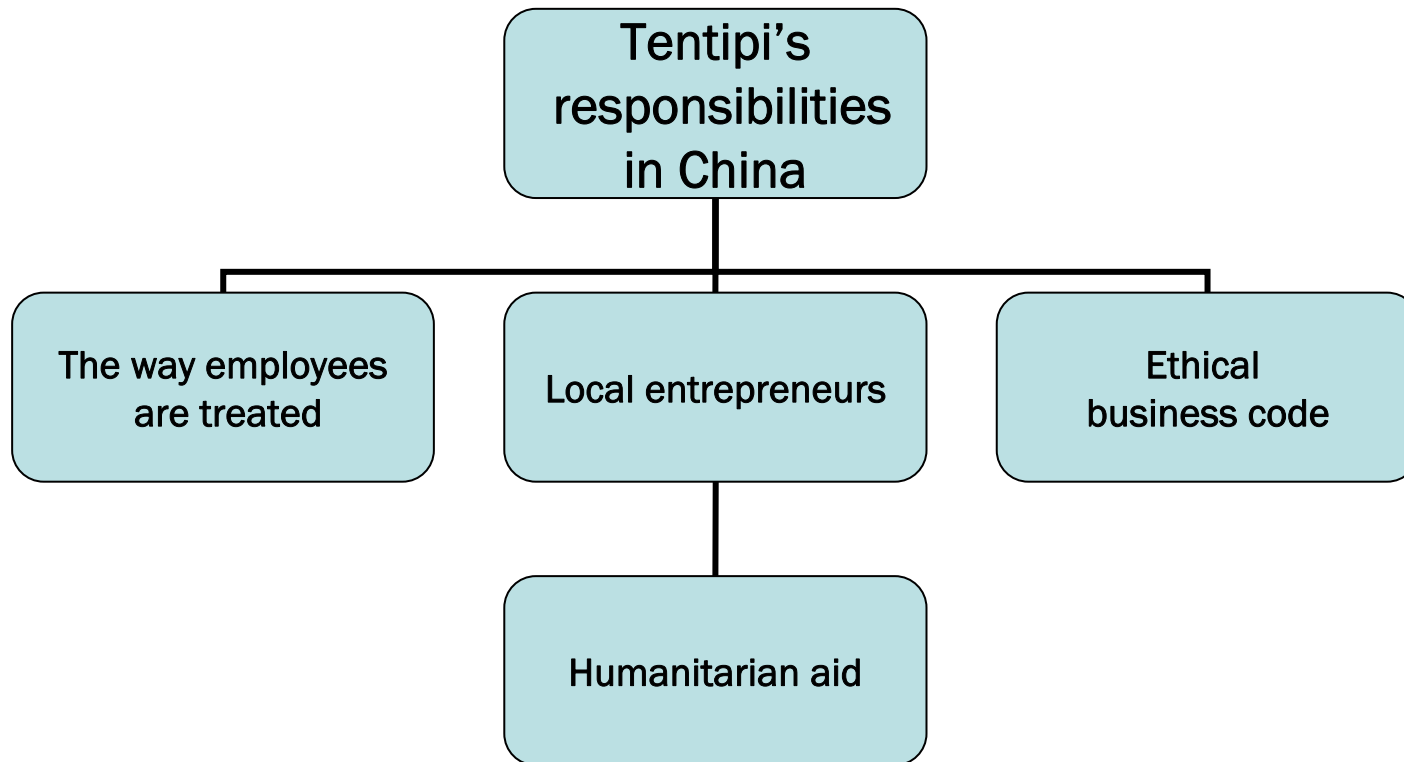 Tentipi’s
responsibilities
in China
The way employees
are treated
Local entrepreneurs
Ethical
business code
Humanitarian aid